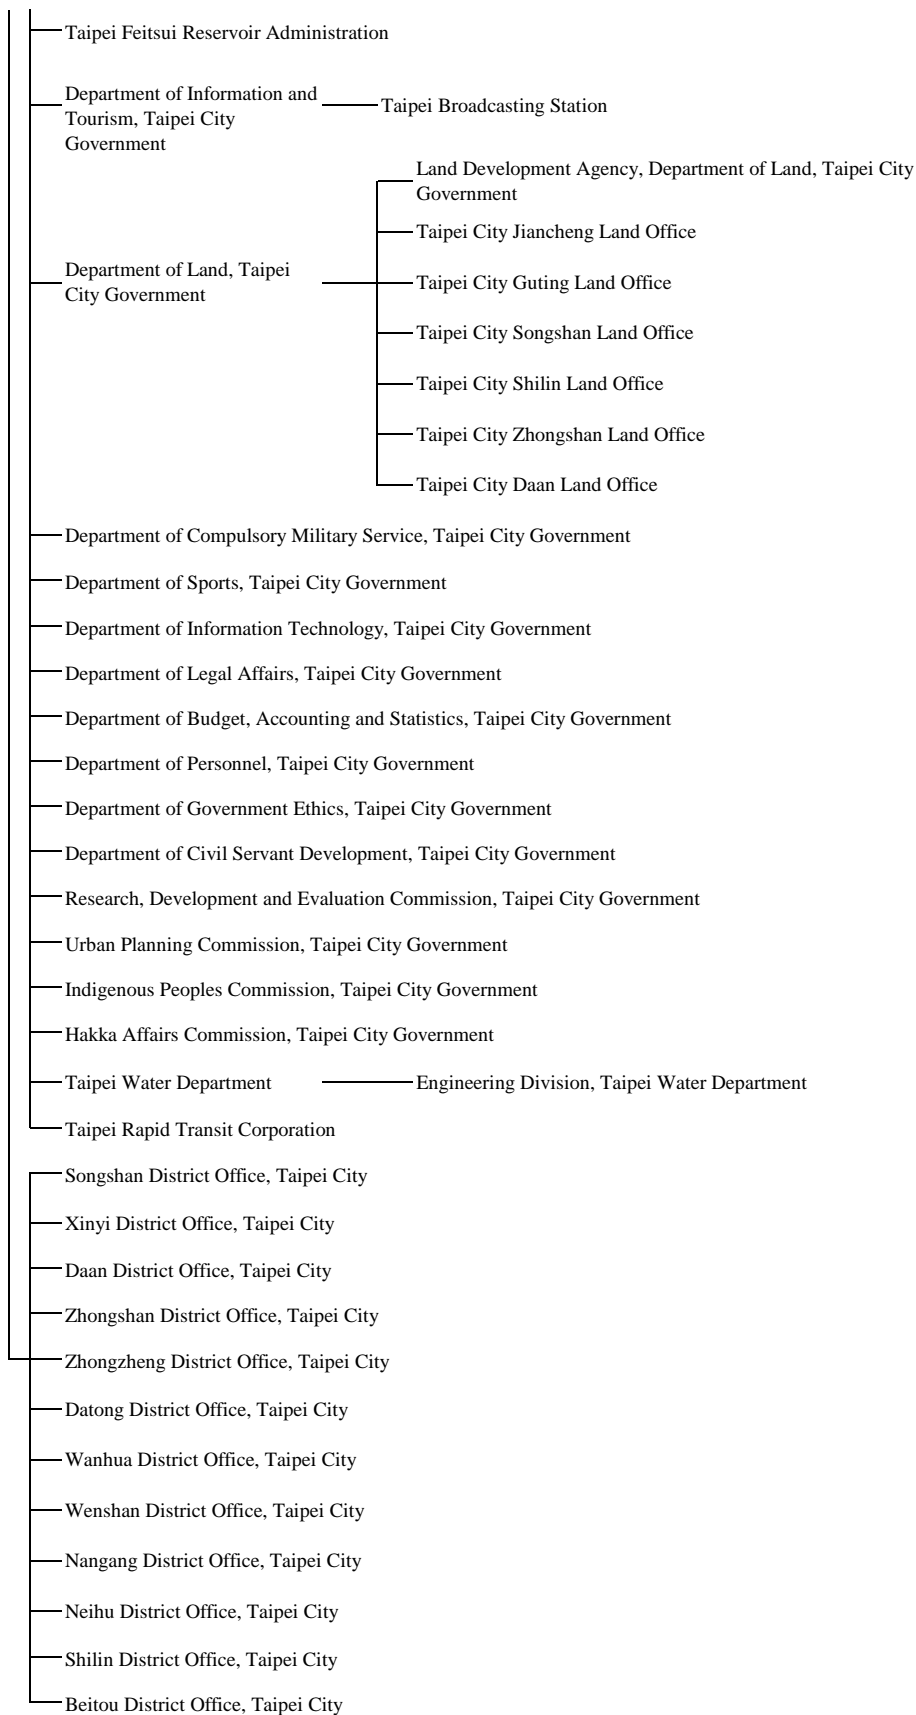 Taipei Feitsui Reservoir Administration
Department of Information and
Tourism, Taipei City
Government
Taipei Broadcasting Station
Land Development Agency, Department of Land, Taipei City
Government
Taipei City Jiancheng Land Office
Department of Land, Taipei
City Government
Taipei City Guting Land Office
Taipei City Songshan Land Office
Taipei City Shilin Land Office
Taipei City Zhongshan Land Office
Taipei City Daan Land Office
Department of Compulsory Military Service, Taipei City Government
Department of Sports, Taipei City Government
Department of Information Technology, Taipei City Government
Department of Legal Affairs, Taipei City Government
Department of Budget, Accounting and Statistics, Taipei City Government
Department of Personnel, Taipei City Government
Department of Government Ethics, Taipei City Government
Department of Civil Servant Development, Taipei City Government
Research, Development and Evaluation Commission, Taipei City Government
Urban Planning Commission, Taipei City Government
Indigenous Peoples Commission, Taipei City Government
Hakka Affairs Commission, Taipei City Government
Taipei Water Department
Engineering Division, Taipei Water Department
Taipei Rapid Transit Corporation
Songshan District Office, Taipei City
Xinyi District Office, Taipei City
Daan District Office, Taipei City
Zhongshan District Office, Taipei City
Zhongzheng District Office, Taipei City
Datong District Office, Taipei City
Wanhua District Office, Taipei City
Wenshan District Office, Taipei City
Nangang District Office, Taipei City
Neihu District Office, Taipei City
Shilin District Office, Taipei City
Beitou District Office, Taipei City